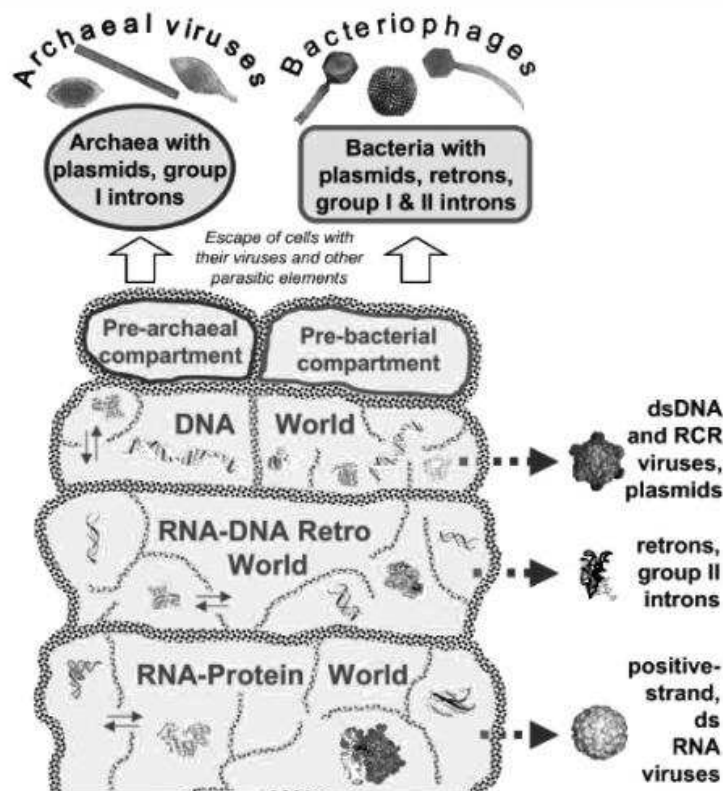 Archaeal viruses
Bacteriophages
Archaea with
plasmids, group
I introns
Bacteria with
plasmids, retrons,
group I & II introns
Escape of cells with
their viruses and other
parasitic elements
Pre-archaeal
compartment
Pre-bacterial
compartment
DNA World
dsDNA
and RCR
viruses,
plasmids
RNA-DNA Retro
World
retrons,
group II
introns
RNA-Protein World
positive-
strand,
ds
RNA
viruses